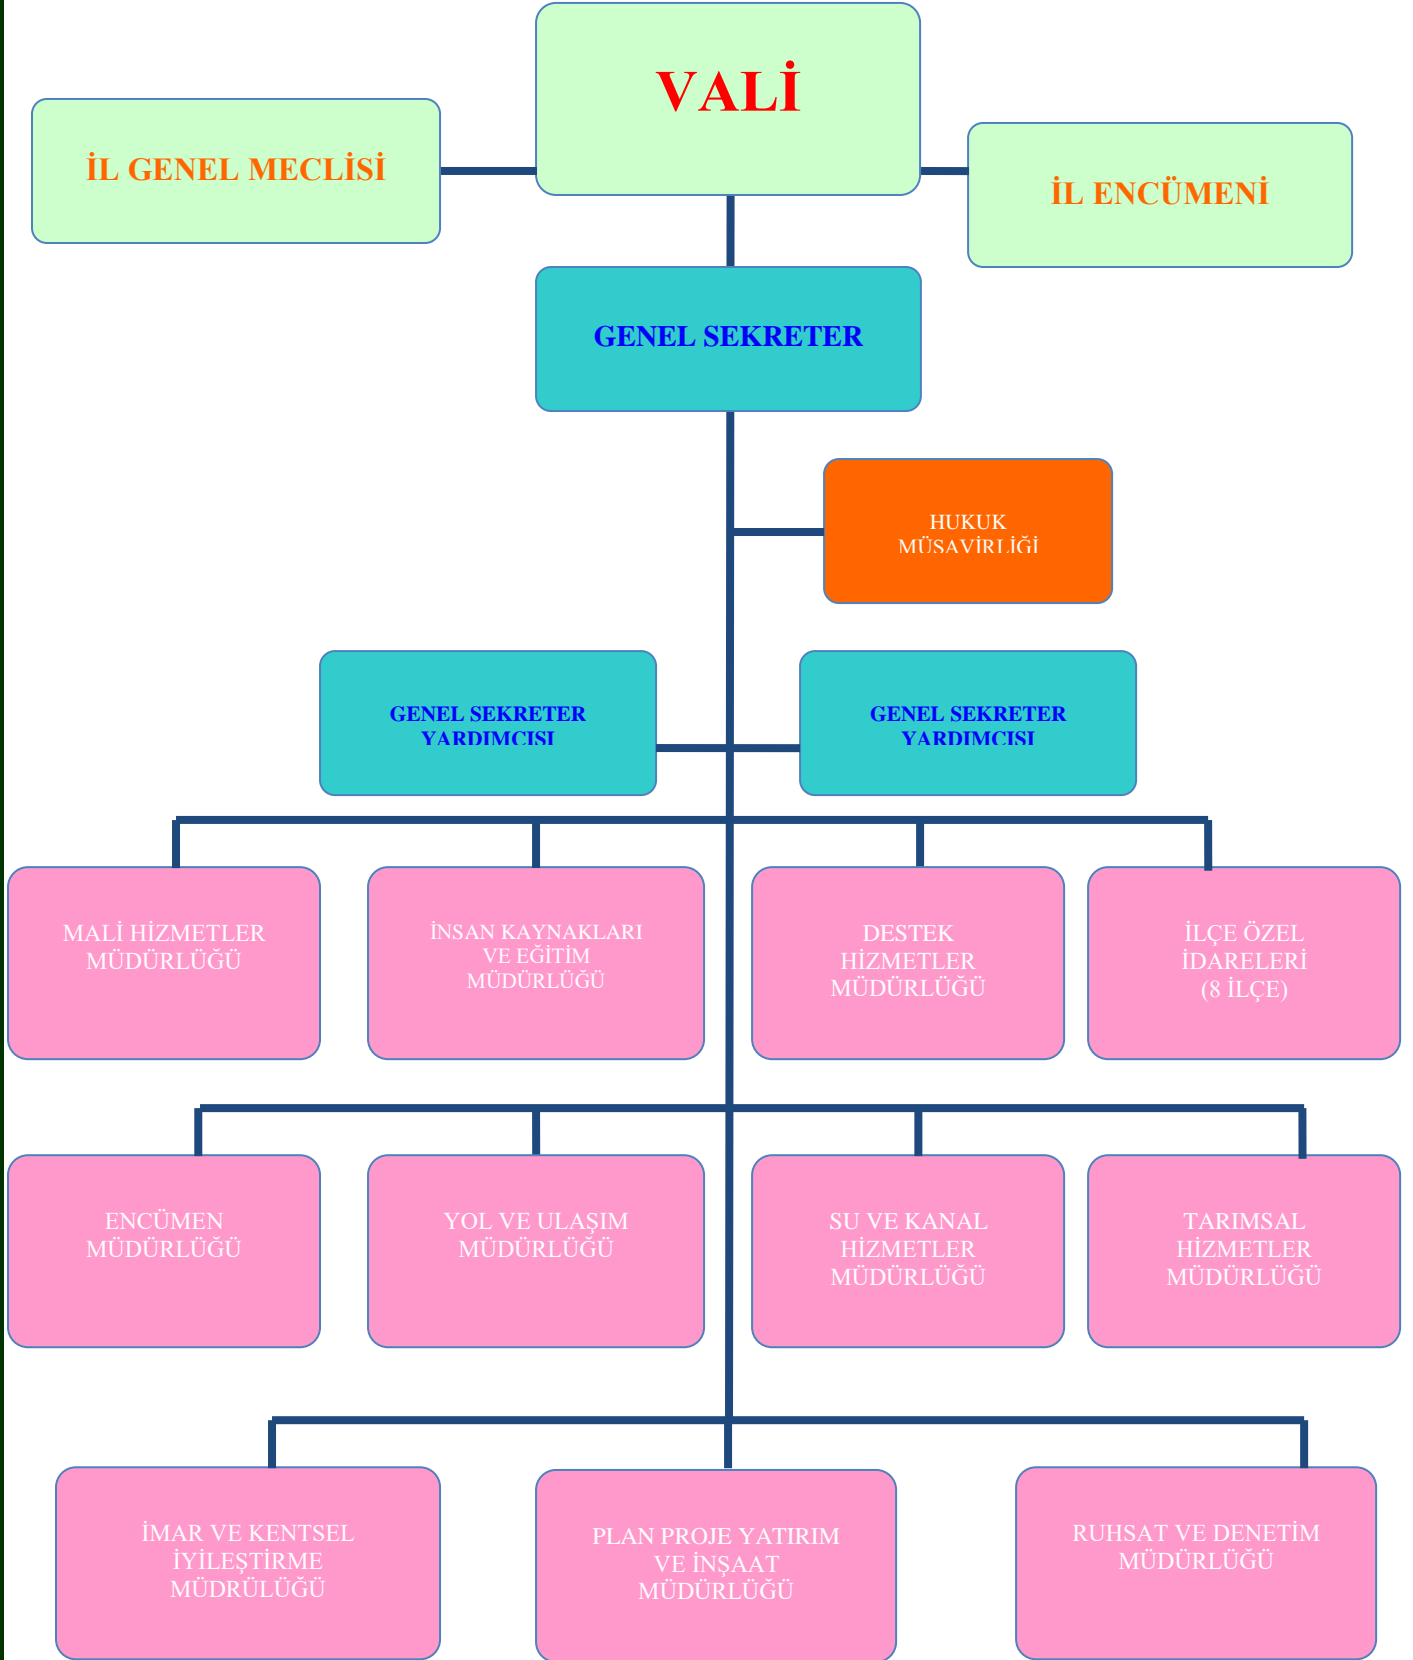 VALİ
İL GENEL MECLİSİ
İL ENCÜMENİ
GENEL SEKRETER
HUKUK
MÜSAVİRLİĞİ
GENEL SEKRETER
YARDIMCISI
GENEL SEKRETER
YARDIMCISI
MALİ HİZMETLER
MÜDÜRLÜĞÜ
İNSAN KAYNAKLARI
VE EĞİTİM
MÜDÜRLÜĞÜ
DESTEK
HİZMETLER
MÜDÜRLÜĞÜ
İLÇE ÖZEL
İDARELERİ
(8 İLÇE)
ENCÜMEN
MÜDÜRLÜĞÜ
YOL VE ULAŞIM
MÜDÜRLÜĞÜ
SU VE KANAL
HİZMETLER
MÜDÜRLÜĞÜ
TARIMSAL
HİZMETLER
MÜDÜRLÜĞÜ
İMAR VE KENTSEL
İYİLEŞTİRME
MÜDRÜLÜĞÜ
PLAN PROJE YATIRIM
VE İNŞAAT
MÜDÜRLÜĞÜ
RUHSAT VE DENETİM
MÜDÜRLÜĞÜ